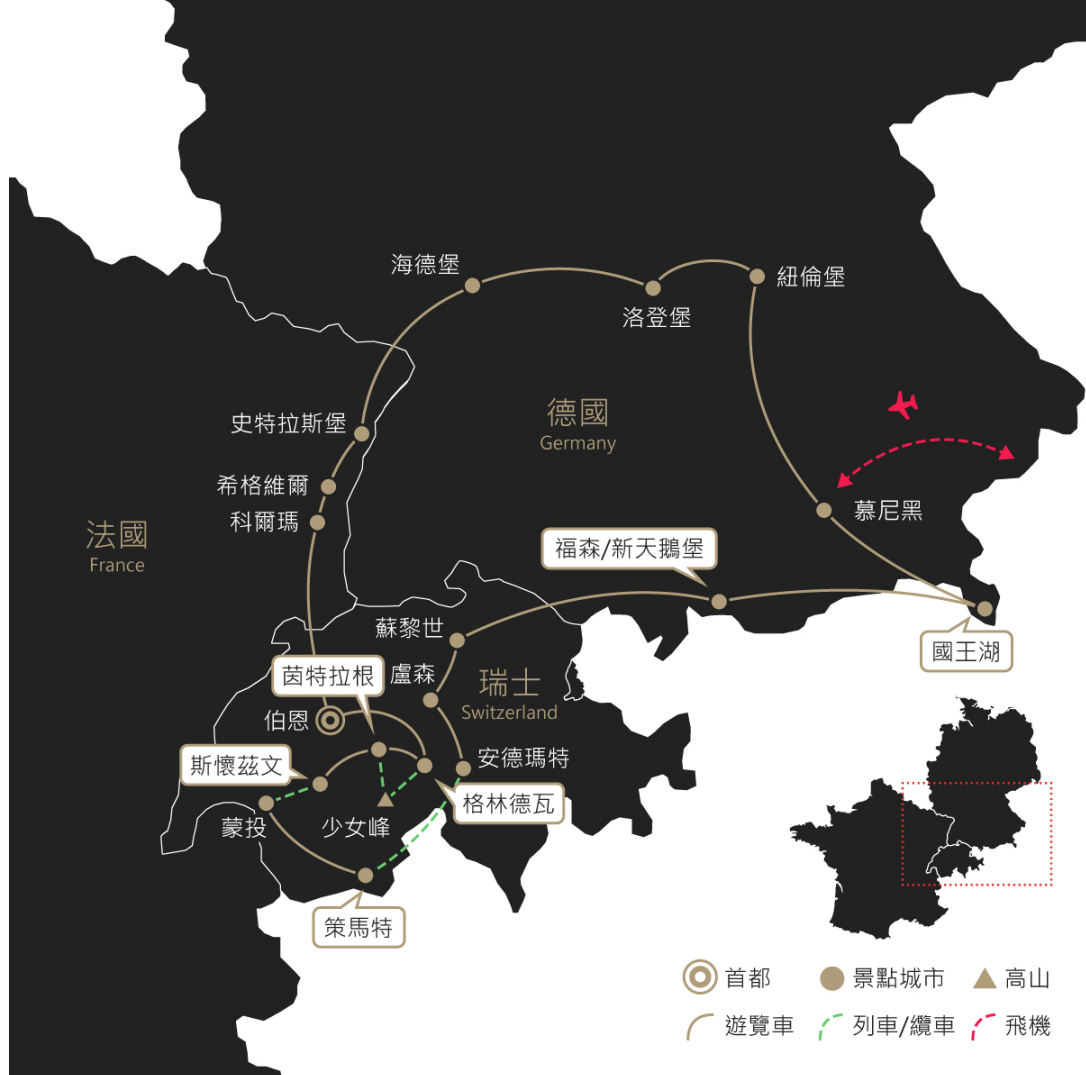 海德堡
紐倫堡
洛登堡
史特拉斯堡
德國
Germany
希格維爾
科爾瑪
慕尼黑
法國
France
福森/新天鵝堡
蘇黎世
國王湖
茵特拉根
盧森
瑞士
Switzerland
伯恩
斯懷茲文
安德瑪特
格林德瓦
蒙投
少女峰
策馬特
首都
景點城市
高山
遊覽車
列車/纜車
飛機